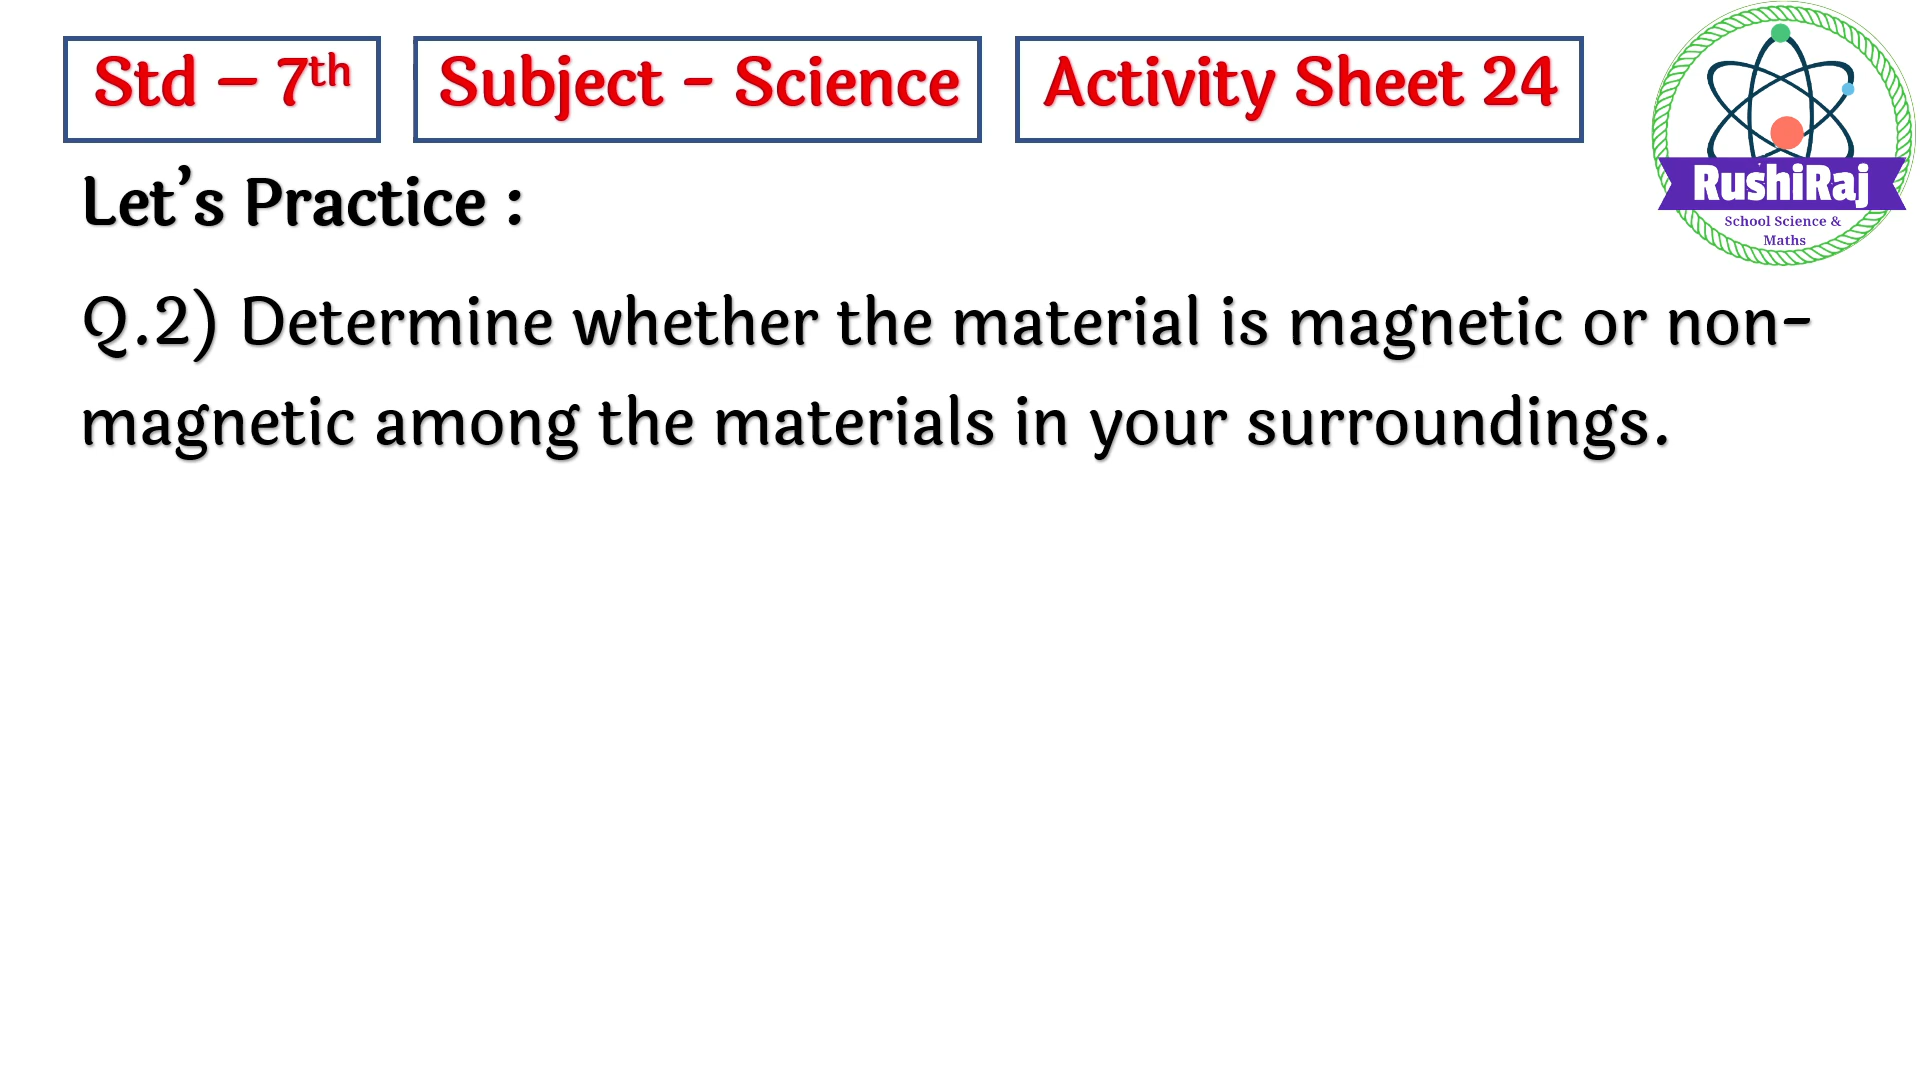 Std – 7th
Subject - Science
Activity Sheet 24
RushiRaj
School Science &
Maths
Let’s Practice :
Q.2) Determine whether the material is magnetic or non-
magnetic among the materials in your surroundings.